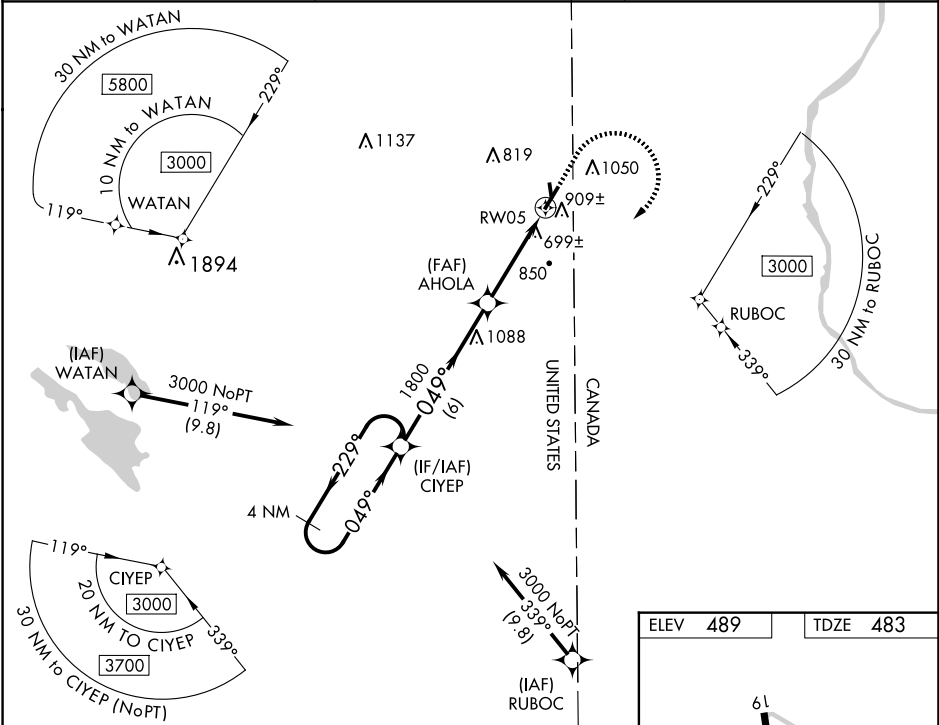 30 NM to WATAN
5800
229°
10 NM to WATAN
3000
WATAN
119°
1894
1137
819
1050
RW05
909±
699±
850
(FAF)
AHOLA
1088
229°
3000
RUBOC
339°
30 NM to RUBOC
(IAF)
WATAN
3000 NoPT
119°
(9.8)
1800
049°
(6)
UNITED STATES
CANADA
229°
049°
4 NM
(IF/IAF)
CIYEP
119°
CIYEP
3000
20 NM TO CIYEP
339°
3700
30 NM to CIYEP (NoPT)
3000 NoPT
339°
(9.8)
(IAF)
RUBOC
ELEV 489
TDZE 483
19